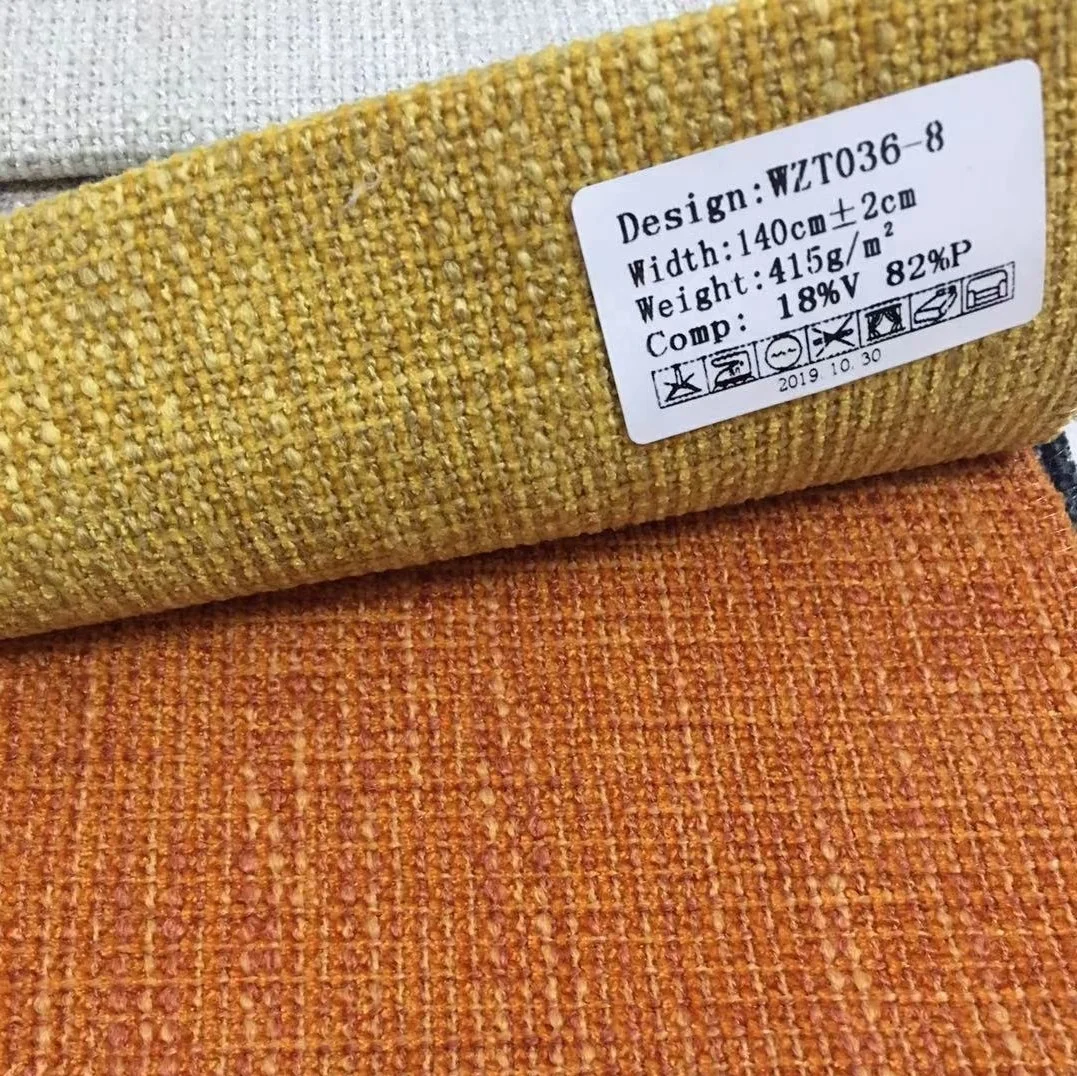 Design:WZT036-8
Width:140cm±2cm
Weight:415g/m²
Comp: 18%V 82%P
2019.10.30